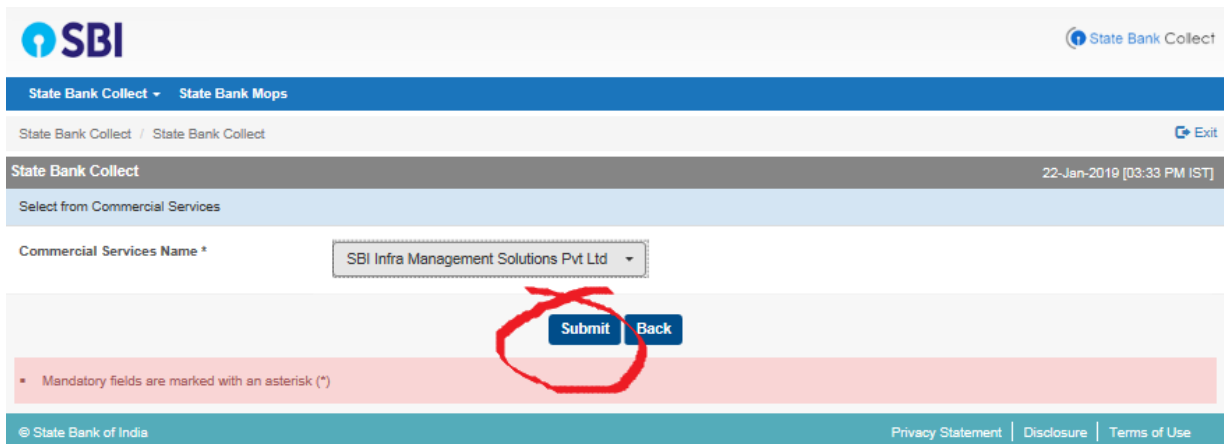 SBI
State Bank Collect
State Bank Collect State Bank Mops
State Bank Collect / State Bank Collect Exit
State Bank Collect 22-Jan-2019 [03:33 PM IST]
Select from Commercial Services
Commercial Services Name * SBI Infra Management Solutions Pvt Ltd
Submit Back
Mandatory fields are marked with an asterisk (*)
© State Bank of India Privacy Statement | Disclosure | Terms of Use